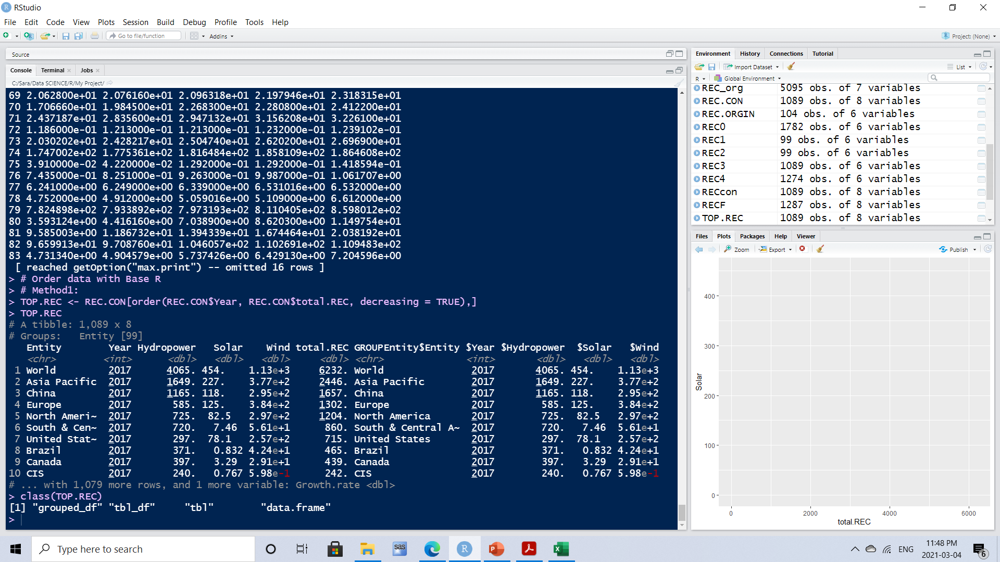 RStudio
File Edit Code View Plots Session Build Debug Profile Tools Help
Go to file/function Addins Project: (None)
Source
Console Terminal Jobs
C:/Sara/Data SCIENCE/R/My Project/
69 2.062800e+01 2.076160e+01 2.096318e+01 2.197946e+01 2.318315e+01
70 1.706660e+01 1.984500e+01 2.268300e+01 2.280800e+01 2.412200e+01
71 2.437187e+01 2.835600e+01 2.947132e+01 3.156208e+01 3.226100e+01
72 1.186000e-01 1.213000e-01 1.213000e-01 1.232000e-01 1.239102e-01
73 2.030202e+01 2.428217e+01 2.504740e+01 2.620200e+01 2.696900e+01
74 1.747002e+02 1.775361e+02 1.816484e+02 1.858109e+02 1.864608e+02
75 3.910000e-02 4.220000e-02 1.292000e-01 1.292000e-01 1.418594e-01
76 7.435000e-01 8.251000e-01 9.263000e-01 9.987000e-01 1.061707e+00
77 6.241000e+00 6.249000e+00 6.339000e+00 6.531016e+00 6.532000e+00
78 4.752000e+00 4.912000e+00 5.059016e+00 5.109000e+00 6.612000e+00
79 7.824898e+02 7.933892e+02 7.973193e+02 8.110405e+02 8.598012e+02
80 3.593124e+00 4.416160e+00 7.038900e+00 8.620300e+00 1.149754e+01
81 9.585003e+00 1.186732e+01 1.394339e+01 1.674464e+01 2.038192e+01
82 9.659913e+01 9.708760e+01 1.046057e+02 1.102691e+02 1.109483e+02
83 4.731340e+00 4.904579e+00 5.737426e+00 6.429130e+00 7.204596e+00
[ reached getOption("max.print") -- omitted 16 rows ]
> # Order data with Base R
> # Method1:
> TOP.REC <- REC.CON[order(REC.CON$Year, REC.CON$total.REC, decreasing = TRUE),]
> TOP.REC
# A tibble: 1,089 x 8
# Groups: Entity [99]
Entity Year Hydropower Solar Wind total.REC GROUPEntity$Entity $Year $Hydropower $Solar $Wind
<chr> <int> <dbl> <dbl> <dbl> <dbl> <chr> <int> <dbl> <dbl> <dbl>
1 World 2017 4065. 454. 1.13e+3 6232. World 2017 4065. 454. 1.13e+3
2 Asia Pacific 2017 1649. 227. 3.77e+2 2446. Asia Pacific 2017 1649. 227. 3.77e+2
3 China 2017 1165. 118. 2.95e+2 1657. China 2017 1165. 118. 2.95e+2
4 Europe 2017 585. 125. 3.84e+2 1302. Europe 2017 585. 125. 3.84e+2
5 North Ameri~ 2017 725. 82.5 2.97e+2 1204. North America 2017 725. 82.5 2.97e+2
6 South & Cen~ 2017 720. 7.46 5.61e+1 860. South & Central A~ 2017 720. 7.46 5.61e+1
7 United Stat~ 2017 297. 78.1 2.57e+2 715. United States 2017 297. 78.1 2.57e+2
8 Brazil 2017 371. 0.832 4.24e+1 465. Brazil 2017 371. 0.832 4.24e+1
9 Canada 2017 397. 3.29 2.91e+1 439. Canada 2017 397. 3.29 2.91e+1
10 CIS 2017 240. 0.767 5.98e-1 242. CIS 2017 240. 0.767 5.98e-1
# ... with 1,079 more rows, and 1 more variable: Growth.rate <dbl>
> class(TOP.REC)
[1] "grouped_df" "tbl_df" "tbl" "data.frame"
>
Environment History Connections Tutorial
Import Dataset List
R Global Environment
REC_org 5095 obs. of 7 variables
REC.CON 1089 obs. of 8 variables
REC.ORGIN 104 obs. of 6 variables
REC0 1782 obs. of 6 variables
REC1 99 obs. of 6 variables
REC2 99 obs. of 6 variables
REC3 1089 obs. of 6 variables
REC4 1274 obs. of 6 variables
RECcon 1089 obs. of 8 variables
RECF 1287 obs. of 8 variables
TOP.REC 1089 obs. of 8 variables
Files Plots Packages Help Viewer
Zoom Export Publish
400
300
200
100
0
Solar
0 2000 4000 6000
total.REC
Type here to search
sas
R
P
X
ENG
11:48 PM
2021-03-04
6